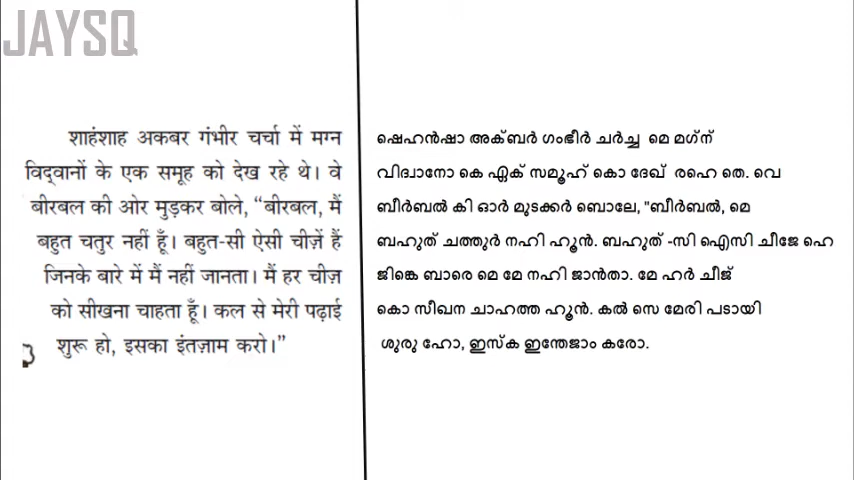 JAYSQ
शाहंशाह अकबर गंभीर चर्चा में मग्न
विद्वानों के एक समूह को देख रहे थे। वे
बीरबल की ओर मुड़कर बोले, “बीरबल, मैं
बहुत चतुर नहीं हूँ। बहुत-सी ऐसी चीज़ें हैं
जिनके बारे में मैं नहीं जानता। मैं हर चीज़
को सीखना चाहता हूँ। कल से मेरी पढ़ाई
शुरू हो, इसका इंतज़ाम करो।”
ഷെഹൻഷാ അക്ബർ ഗംഭീർ ചർച്ച മെ മഗ്ന്
വിദ്വാനോ കെ ഏക് സമൂഹ് കൊ ദേഖ് രഹെ തെ. വെ
ബീർബൽ കി ഓർ മുടക്കർ ബൊലേ, "ബീർബൽ, മെ
ബഹുത് ചത്തുർ നഹി ഹൂൻ. ബഹുത് -സി ഐസി ചീജേ ഹെ
ജിങ്കെ ബാരെ മെ മേ നഹി ജാൻതാ. മേ ഹർ ചീജ്
കൊ സീഖന ചാഹത്ത ഹൂൻ. കൽ സെ മേരി പടായി
ശുരു ഹോ, ഇസ്ക ഇന്തേജാം കരോ.